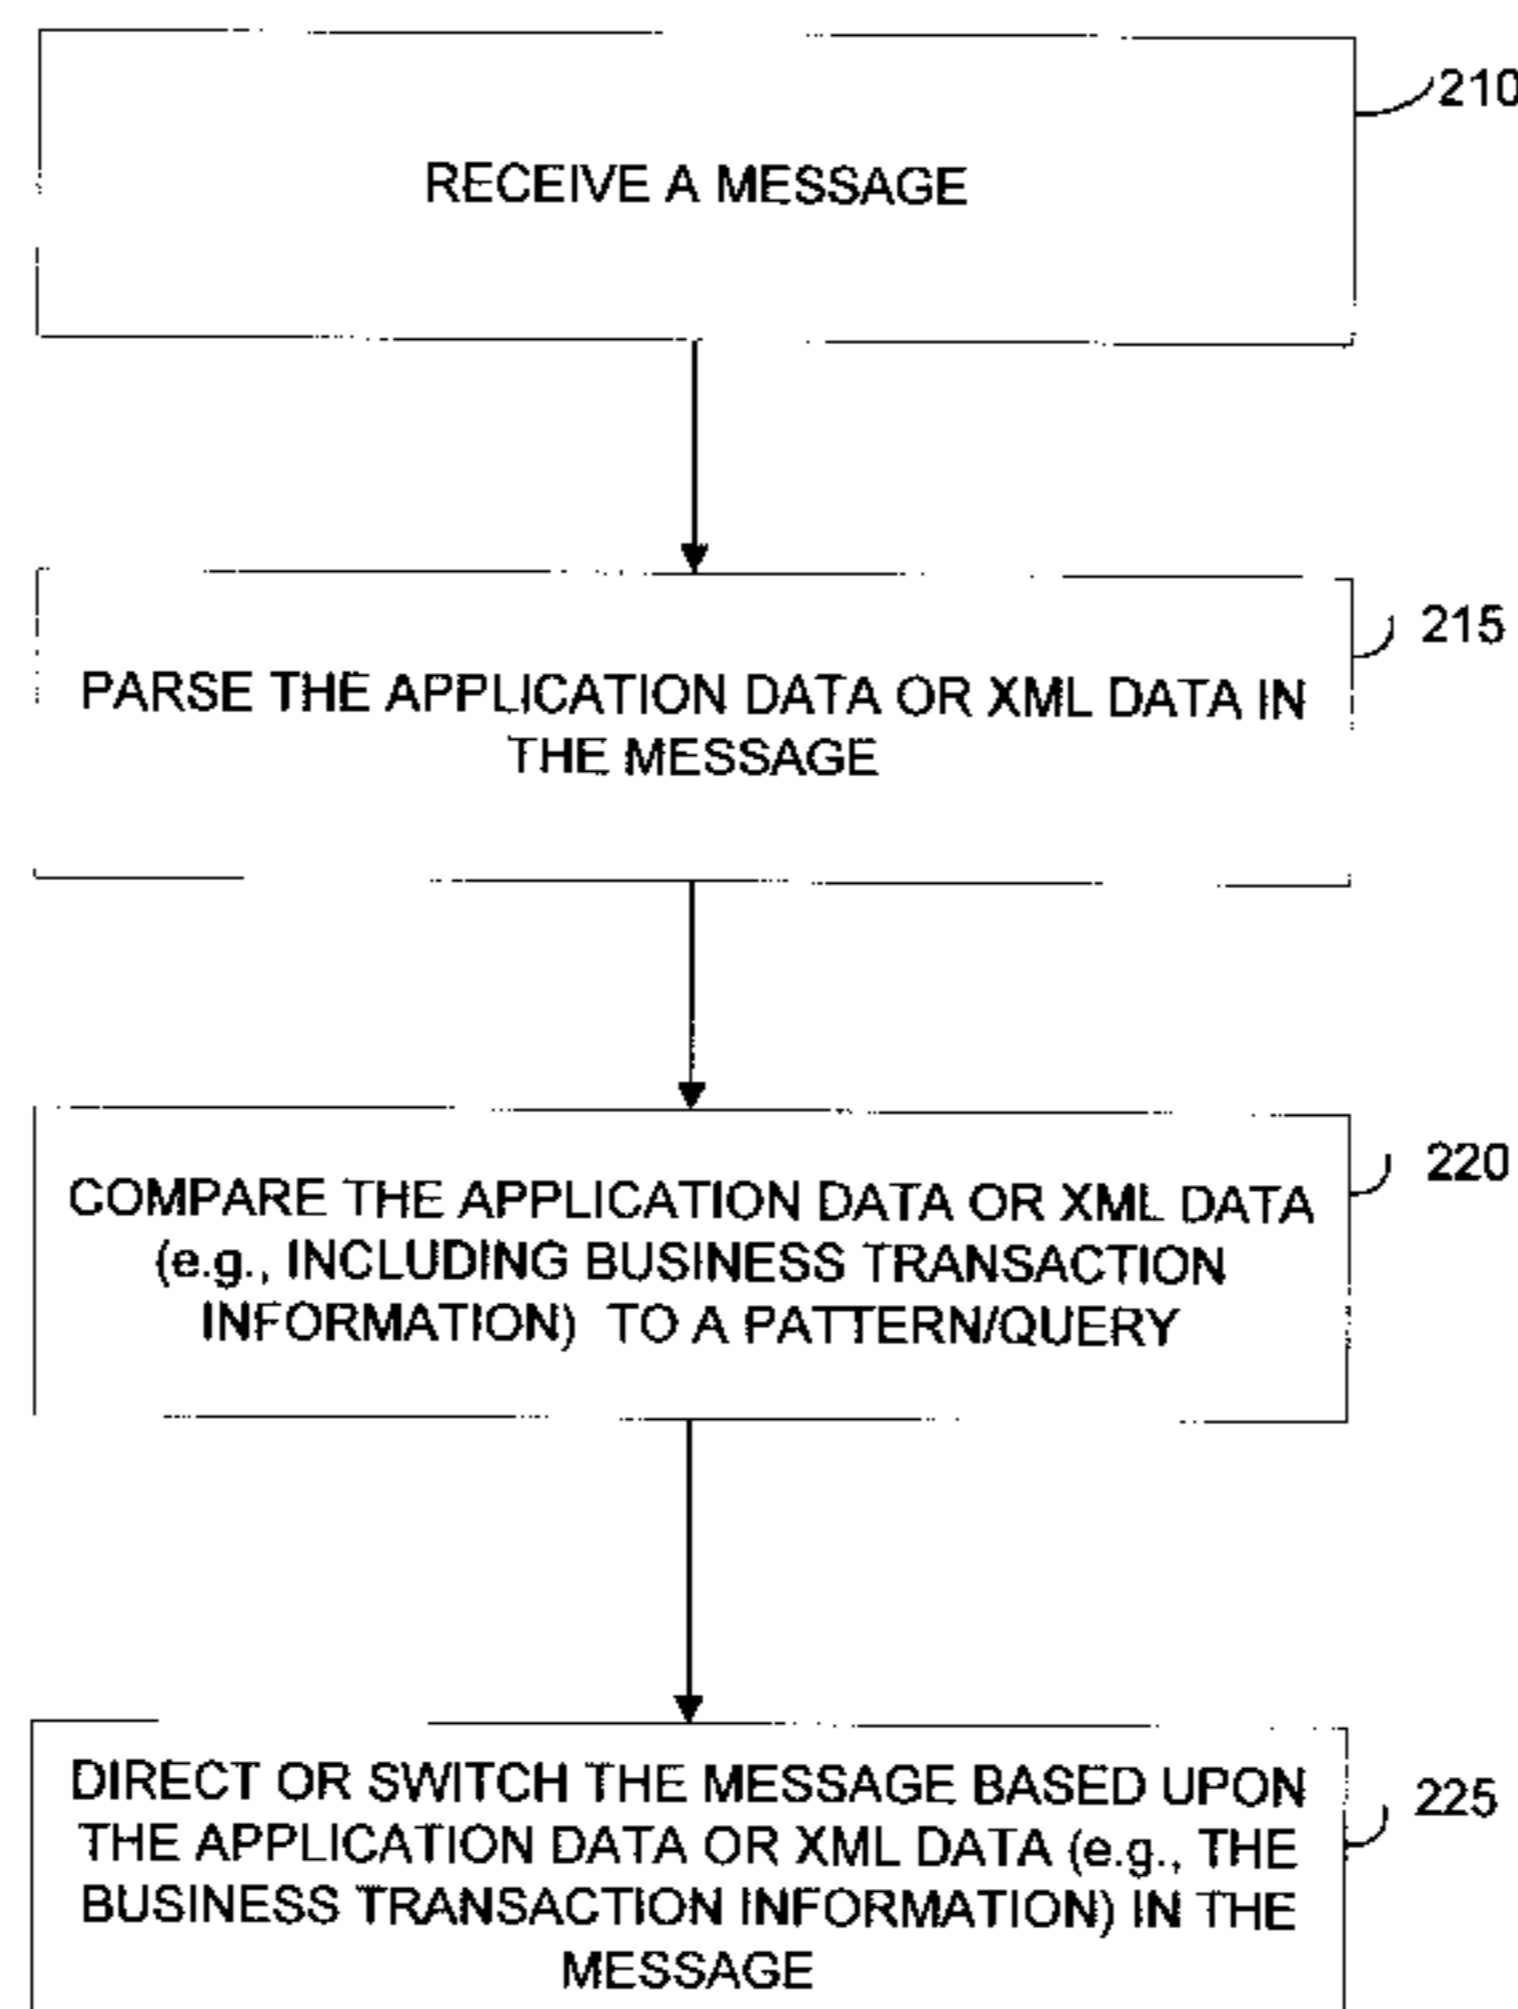 RECEIVE A MESSAGE
210
PARSE THE APPLICATION DATA OR XML DATA IN
THE MESSAGE
215
COMPARE THE APPLICATION DATA OR XML DATA
(e.g., INCLUDING BUSINESS TRANSACTION
INFORMATION) TO A PATTERN/QUERY
220
DIRECT OR SWITCH THE MESSAGE BASED UPON
THE APPLICATION DATA OR XML DATA (e.g., THE
BUSINESS TRANSACTION INFORMATION) IN THE
MESSAGE
225